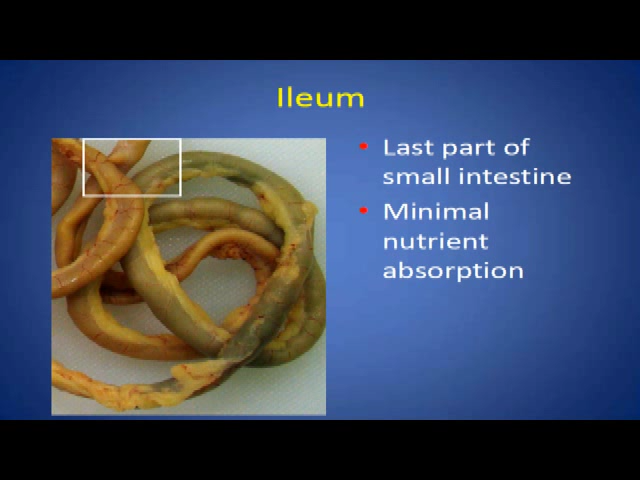 Ileum
• Last part of
small intestine
• Minimal
nutrient
absorption